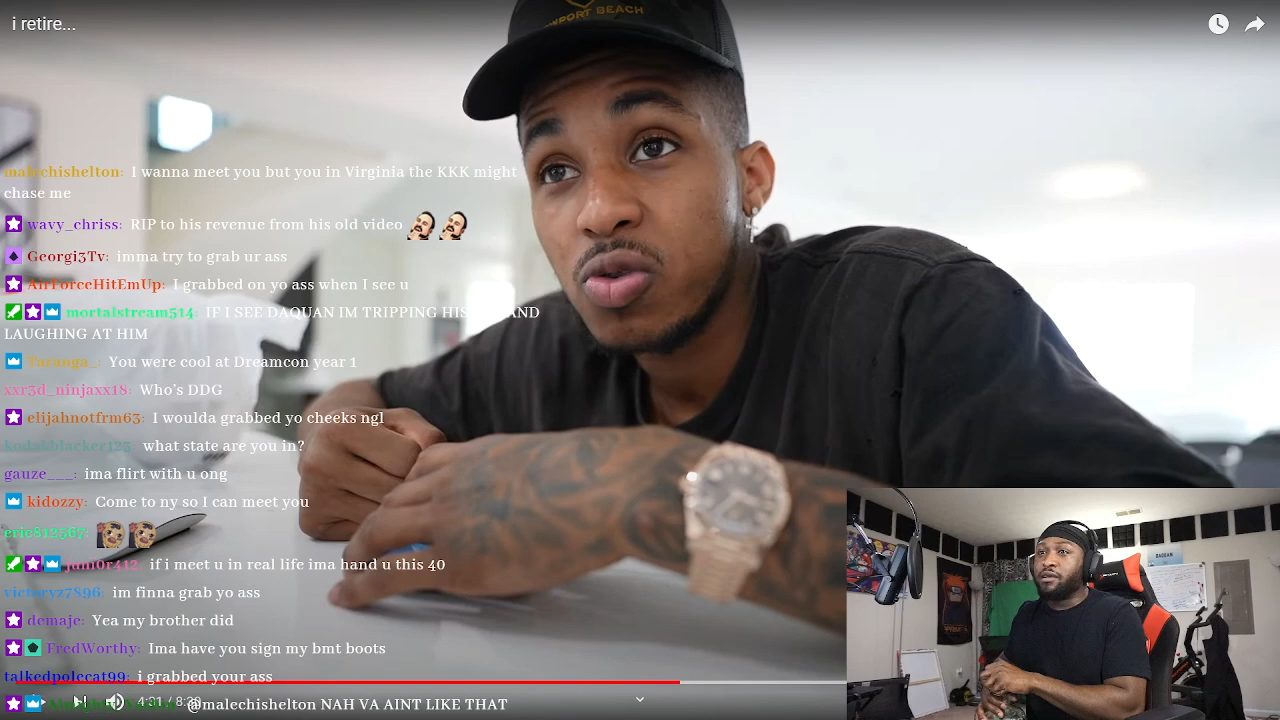 i retire...
WPORT BEACH
malechishelton: I wanna meet you but you in Virginia the KKK might
chase me
wavy_chriss: RIP to his revenue from his old video
Georgi3Tv: imma try to grab ur ass
AirForceHitEmUp: I grabbed on yo ass when I see u
mortalstream514: IF I SEE DAQUAN IM TRIPPING HIS AND
LAUGHING AT HIM
You were cool at Dreamcon year 1
xxr3d_ninjaxx18: Who's DDG
elijahnotfrm63: I woulda grabbed yo cheeks ngl
kodakblacker123: what state are you in?
gauze___: ima flirt with u ong
kidozzy: Come to ny so I can meet you
eric812567:
jun10r412: if i meet u in real life ima hand u this 40
victoryz7896: im finna grab yo ass
demaje: Yea my brother did
FredWorthy: Ima have you sign my bmt boots
talkedpolecat99: i grabbed your ass
@malechishelton NAH VA AINT LIKE THAT